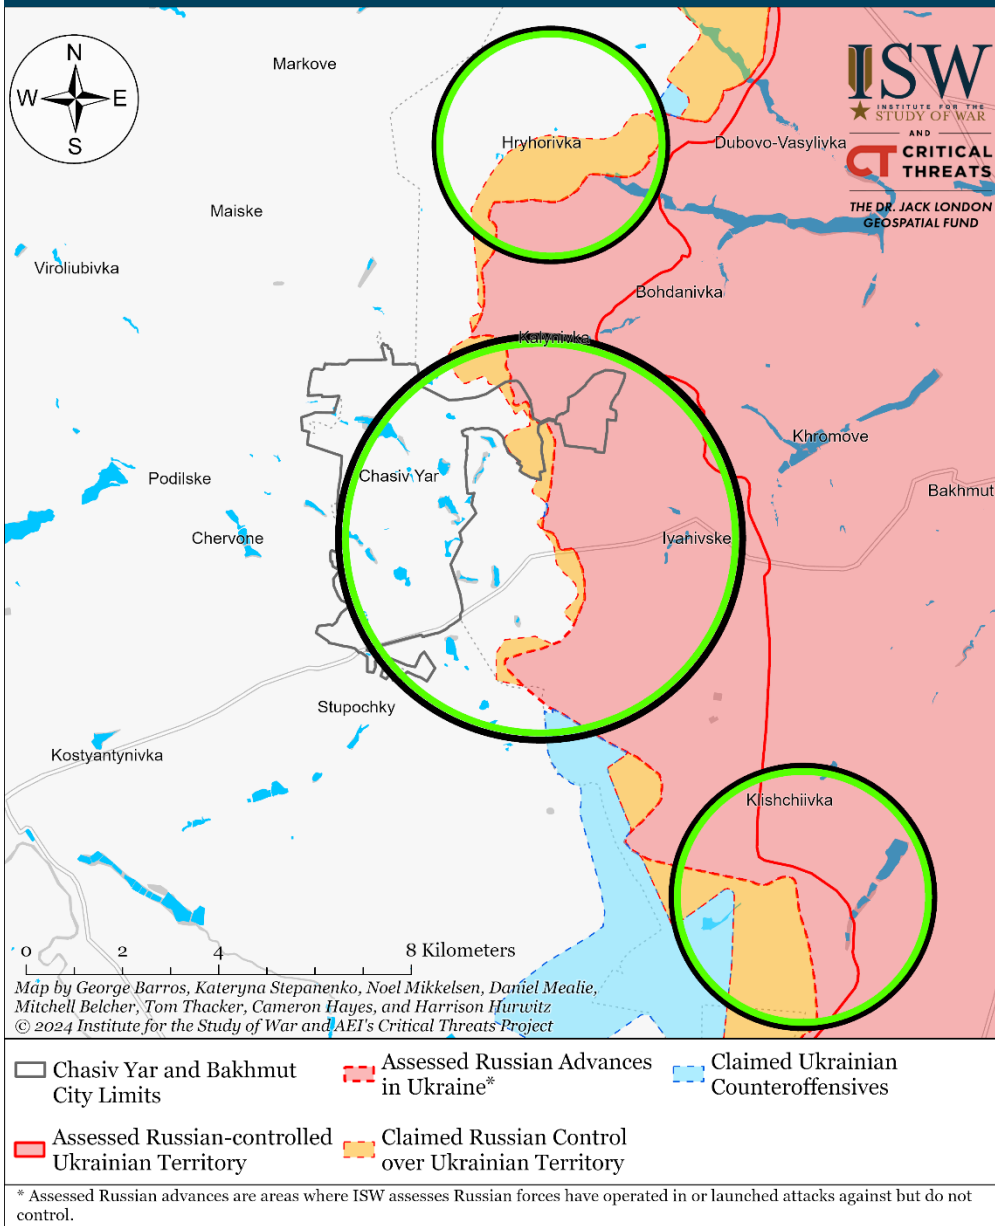 N
W E
S
Markove
ISW
INSTITUTE FOR THE
STUDY OF WAR
AND
CT CRITICAL
THREATS
THE DR. JACK LONDON
GEOSPATIAL FUND
Hryhorivka
Dubovo-Vasylivka
Maiske
Viroliubivka
Bohdanivka
Kalynivka
Khromove
Podilske
Chasiv Yar
Bakhmut
Chervone
Ivanivske
Stupochky
Kostyantynivka
Klishchiivka
0 2 4 8 Kilometers
Map by George Barros, Kateryna Stepanenko, Noel Mikkelsen, Daniel Mealie,
Mitchell Belcher, Tom Thacker, Cameron Hayes, and Harrison Hurwitz
© 2024 Institute for the Study of War and AEI's Critical Threats Project
Chasiv Yar and Bakhmut
City Limits
Assessed Russian Advances
in Ukraine*
Claimed Ukrainian
Counteroffensives
Assessed Russian-controlled
Ukrainian Territory
Claimed Russian Control
over Ukrainian Territory
* Assessed Russian advances are areas where ISW assesses Russian forces have operated in or launched attacks against but do not
control.